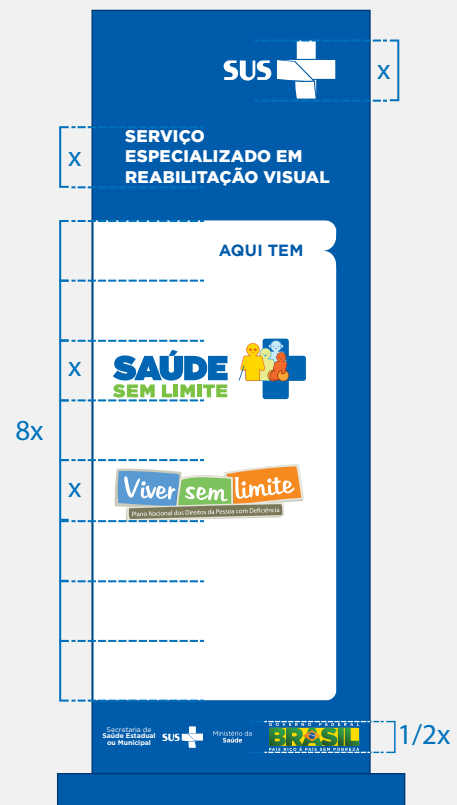 SUS
x
SERVIÇO
ESPECIALIZADO EM
REABILITAÇÃO VISUAL
x
AQUI TEM
SAÚDE
SEM LIMITE
x
8x
Viver sem limite
Plano Nacional dos Direitos da Pessoa com Deficiência
x
Secretaria de
Saúde Estadual
ou Municipal
SUS
Ministério da
Saúde
GOVERNO FEDERAL
BRASIL
PAÍS RICO É PAÍS SEM POBREZA
1/2x